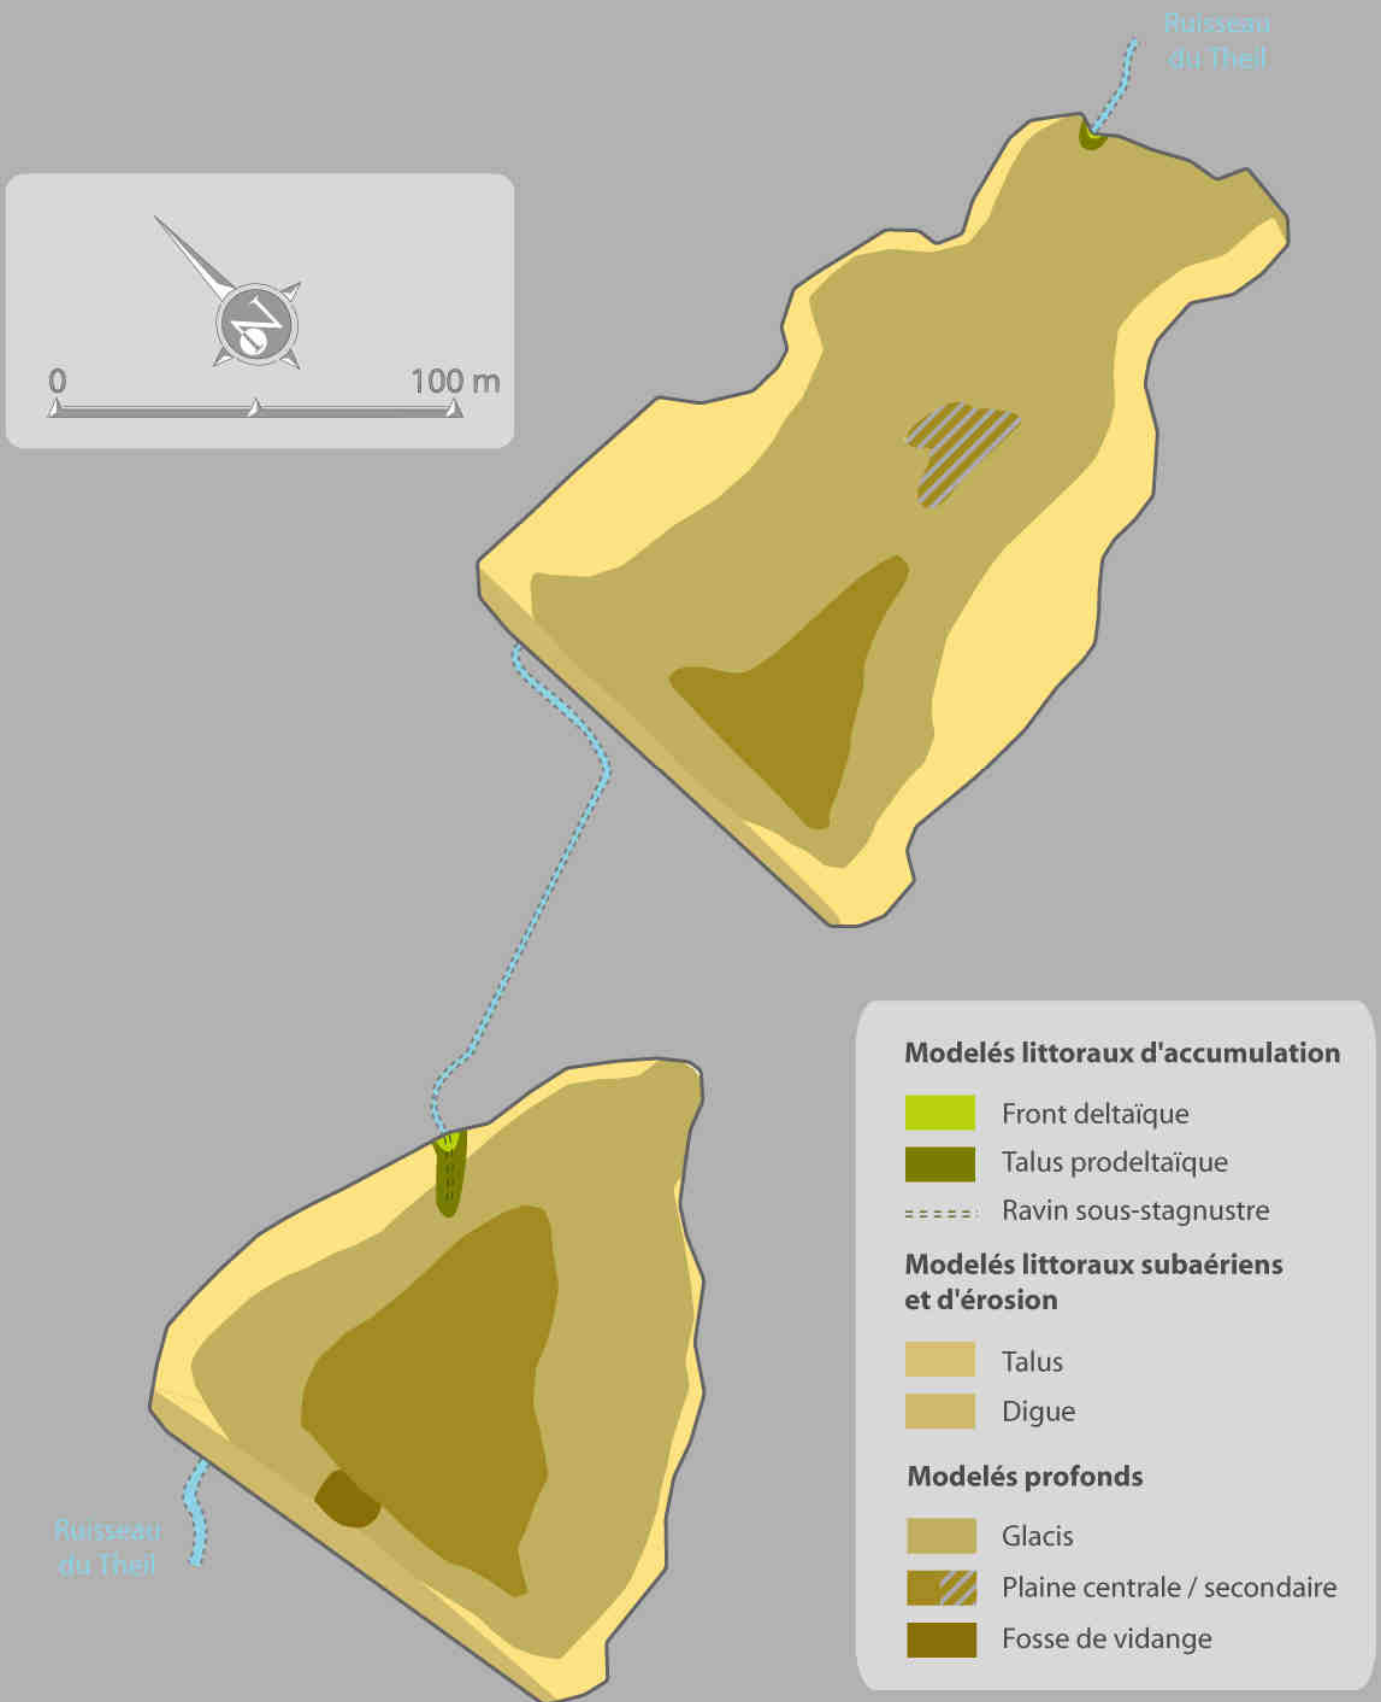 Ruisseau
du Theil
N
0 100 m
Modelés littoraux d'accumulation
Front deltaïque
Talus prodeltaïque
Ravin sous-stagnustre
Modelés littoraux subaériens
et d'érosion
Talus
Digue
Modelés profonds
Glacis
Plaine centrale / secondaire
Fosse de vidange
Ruisseau
du Theil